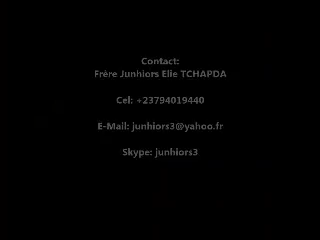 Contact:
Frère Junhiors Elie TCHAPDA
Cel: +23794019440
E-Mail: junhiors3@yahoo.fr
Skype: junhiors3